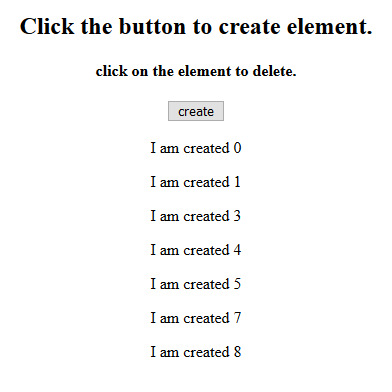 Click the button to create element.
click on the element to delete.
create
I am created 0
I am created 1
I am created 3
I am created 4
I am created 5
I am created 7
I am created 8